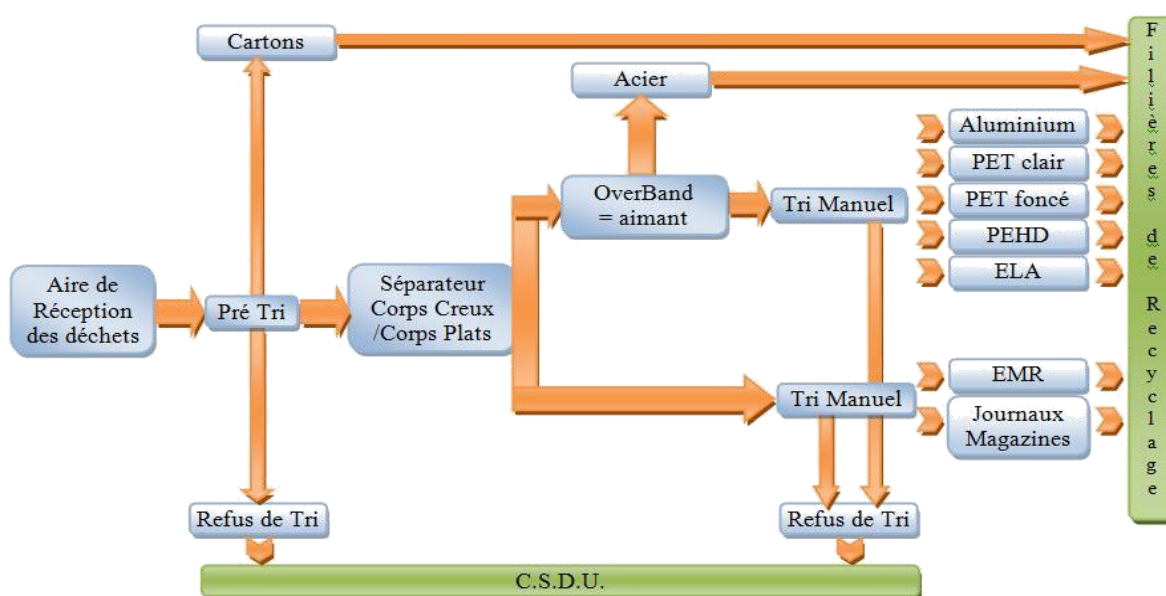 Cartons
Acier
Aluminium
PET clair
OverBand
= aimant
Tri Manuel
PET foncé
PEHD
ELA
Aire de
Réception
des déchets
Pré Tri
Séparateur
Corps Creux
/Corps Plats
EMR
Tri Manuel
Journaux
Magazines
Refus de Tri
Refus de Tri
C.S.D.U.
Filières de Recyclage